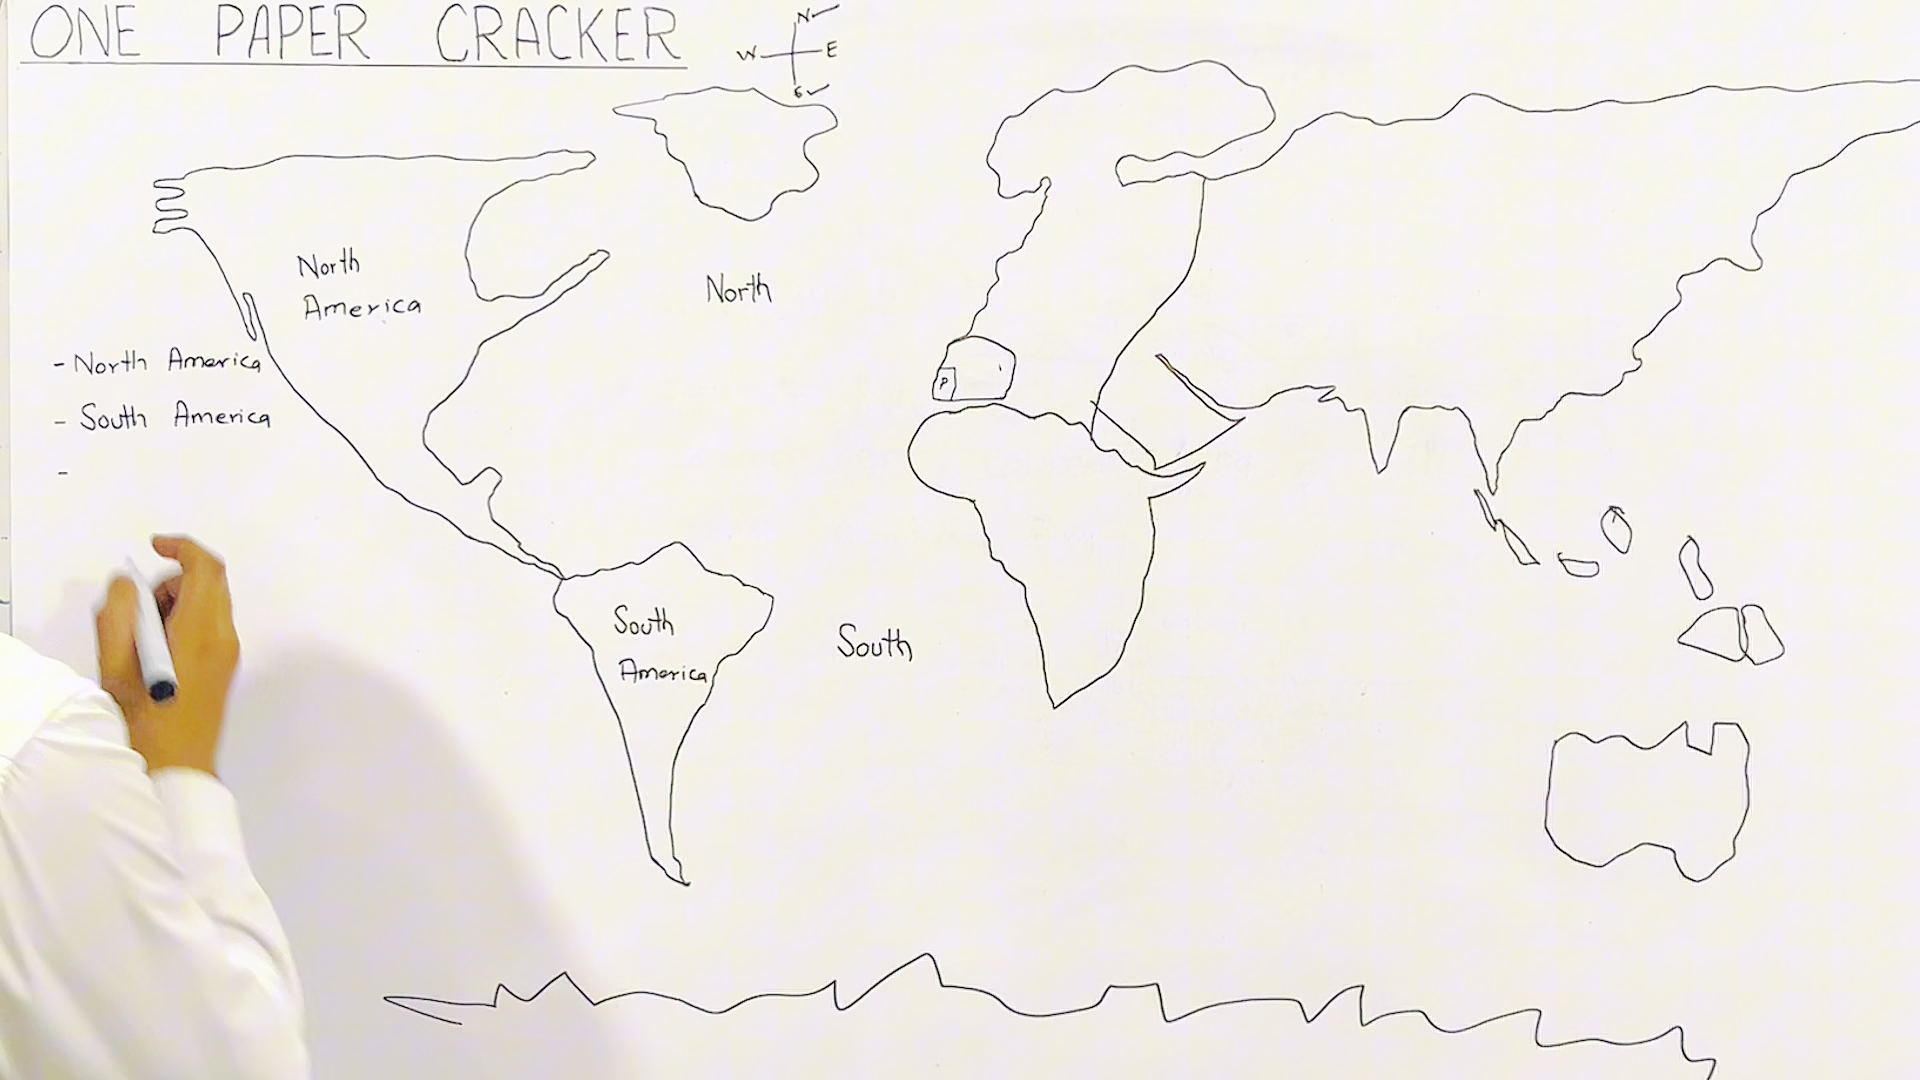 ONE PAPER CRACKER
N
W E
S
North
America
North
- North America
- South America
-
P
South
America
South